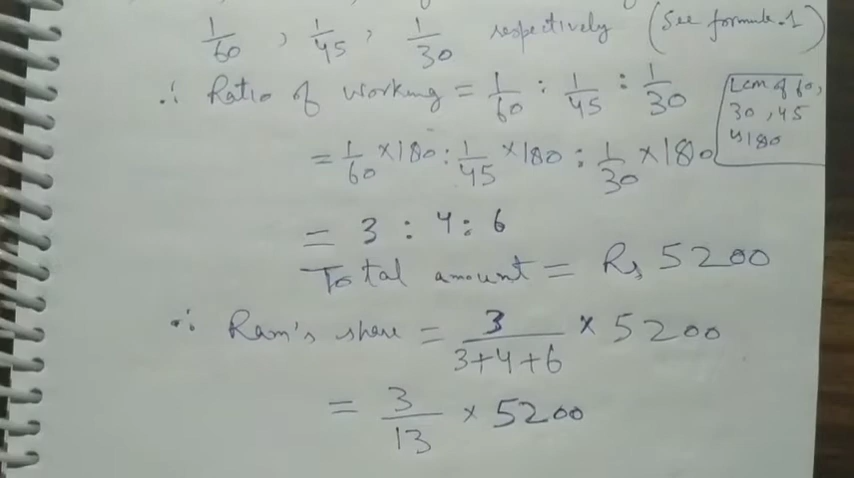 1/60 , 1/45 , 1/30 respectively (See formula.1)
∴ Ratio of working = 1/60 : 1/45 : 1/30
Lcm of 60,
30, 45
is 180
= 1/60 × 180 : 1/45 × 180 : 1/30 × 180
= 3 : 4 : 6
Total amount = Rs 5200
∴ Ram's share = 3/(3+4+6) × 5200
= 3/13 × 5200